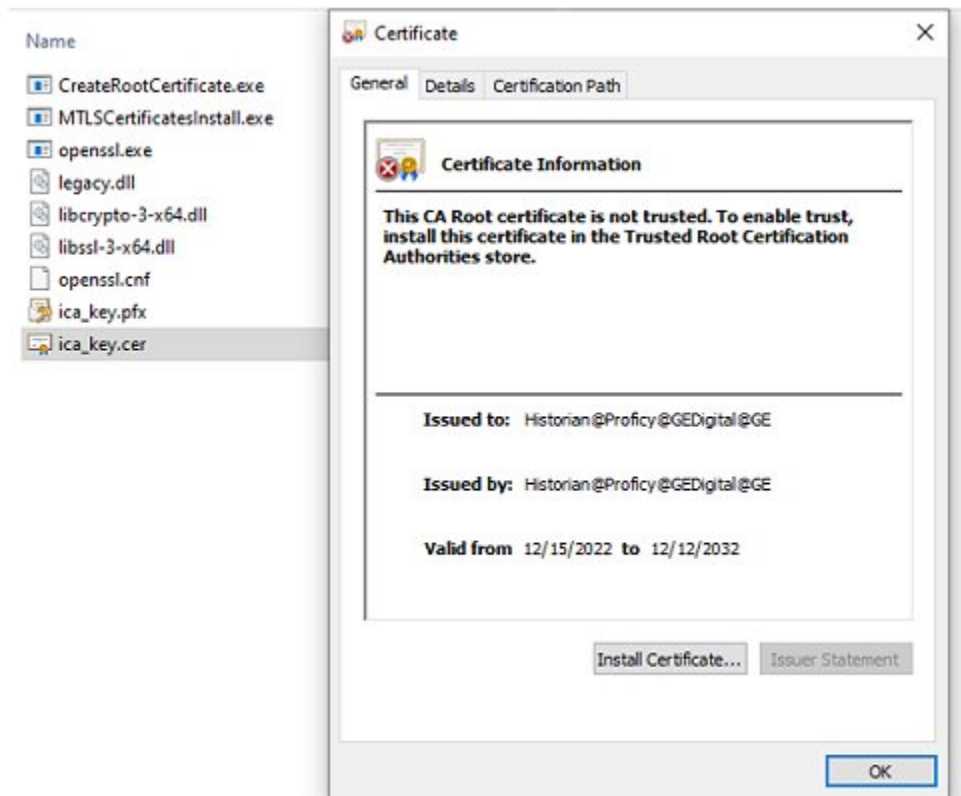 Name
CreateRootCertificate.exe
MTLSCertificatesInstall.exe
openssl.exe
legacy.dll
libcrypto-3-x64.dll
libssl-3-x64.dll
openssl.cnf
ica_key.pfx
ica_key.cer
Certificate
General Details Certification Path
Certificate Information
This CA Root certificate is not trusted. To enable trust,
install this certificate in the Trusted Root Certification
Authorities store.
Issued to: Historian@Proficy@GEDigital@GE
Issued by: Historian@Proficy@GEDigital@GE
Valid from 12/15/2022 to 12/12/2032
Install Certificate... Issuer Statement
OK